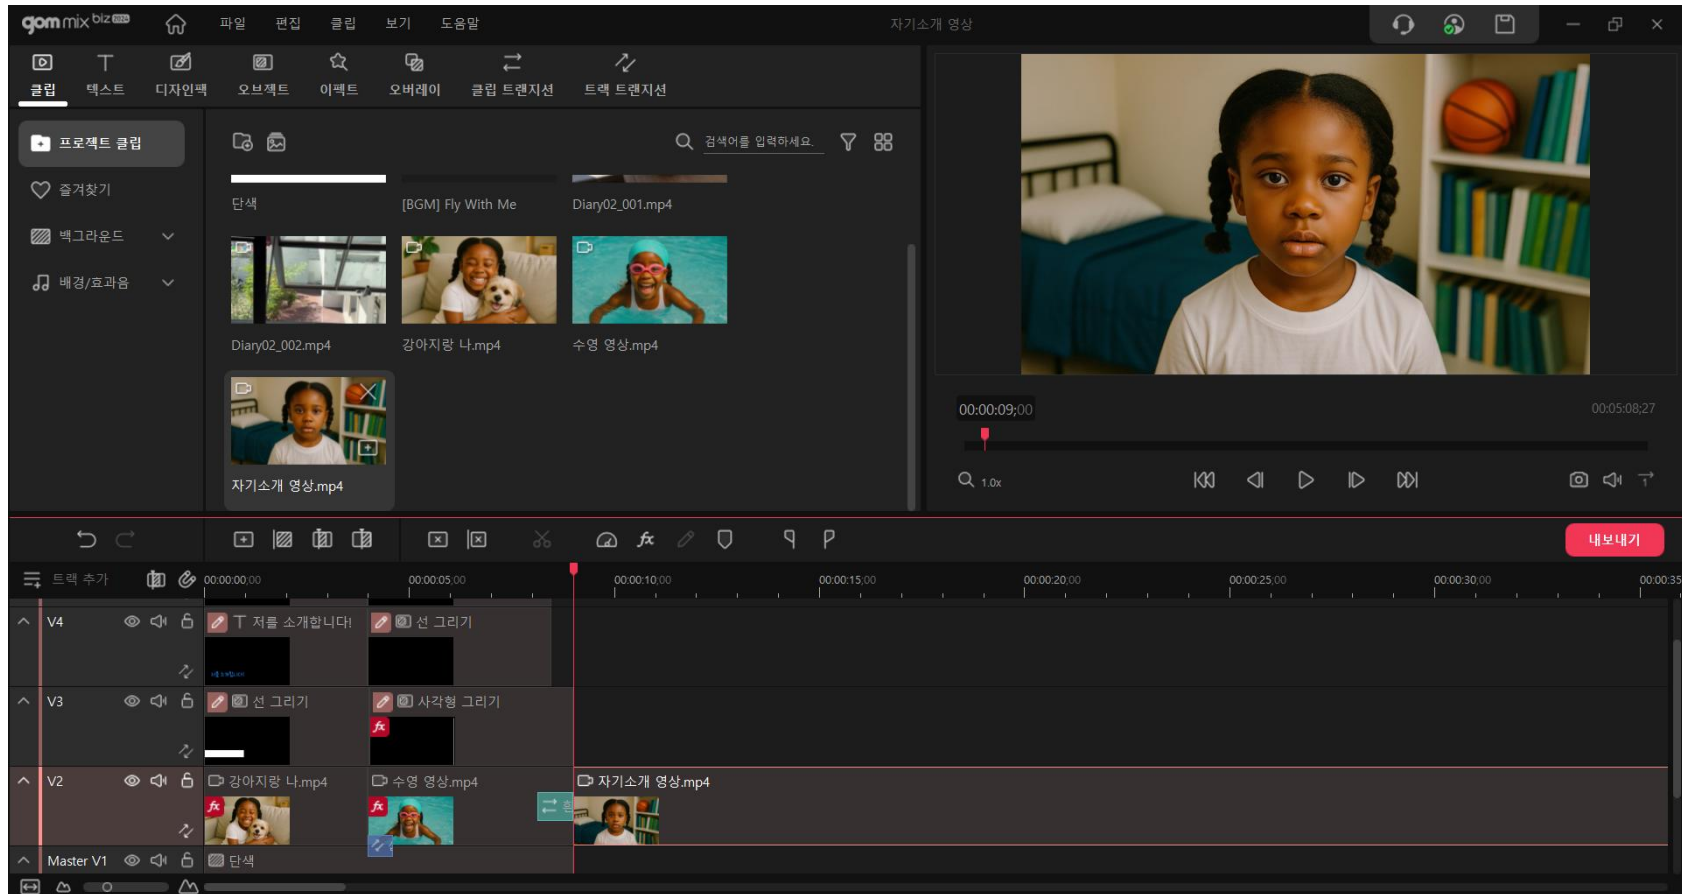 gom mix biz 2024 파일 편집 클립 보기 도움말 자기소개 영상
클립 텍스트 디자인팩 오브젝트 이펙트 오버레이 클립 트랜지션 트랙 트랜지션
프로젝트 클립
즐겨찾기
백그라운드
배경/효과음
검색어를 입력하세요.
단색 [BGM] Fly With Me Diary02_001.mp4
Diary02_002.mp4 강아지랑 나.mp4 수영 영상.mp4
자기소개 영상.mp4
00:00:09;00 00:05:08;27
1.0x 1
fx 내보내기
트랙 추가 00:00:00;00 00:00:05;00 00:00:10;00 00:00:15;00 00:00:20;00 00:00:25;00 00:00:30;00 00:00:35
V4 T 저를 소개합니다! 선 그리기
V3 선 그리기 사각형 그리기
fx
V2 강아지랑 나.mp4 수영 영상.mp4 자기소개 영상.mp4
fx fx
Master V1 단색